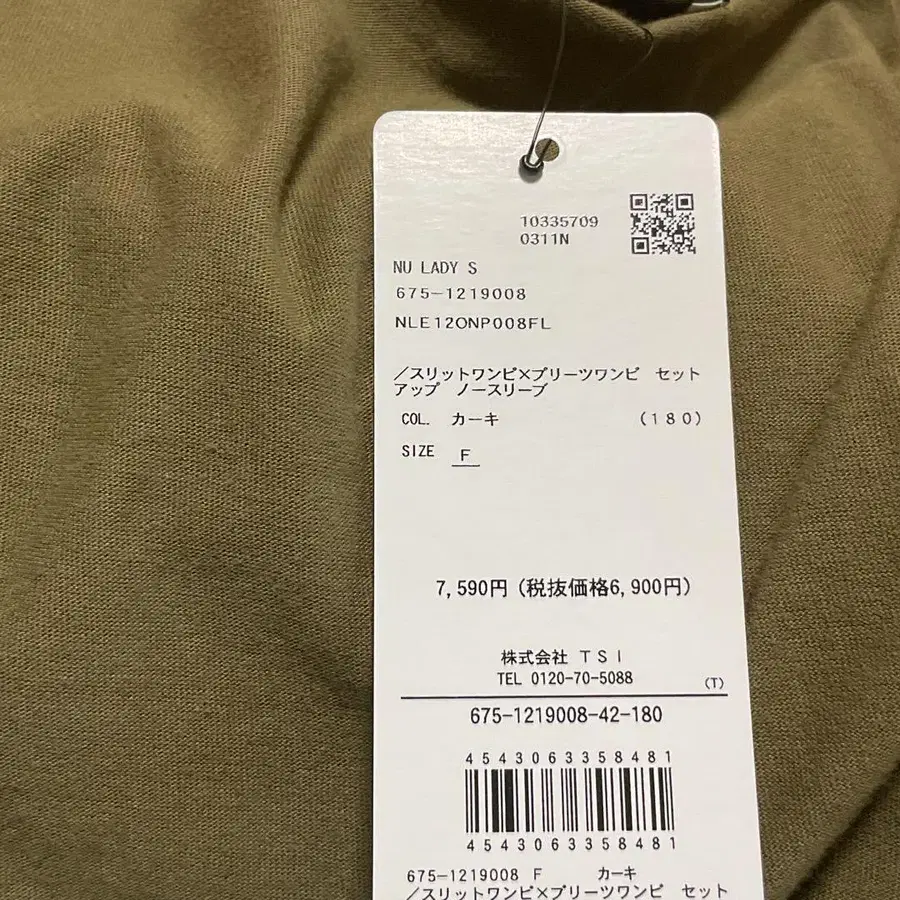 10335709
0311N
NU LADY S
675-1219008
NLE12ONP008FL
/スリットワンピ×プリーツワンピ　セット
アップ　ノースリーブ
COL.　カーキ　(180)
SIZE　F
7,590円(税抜価格6,900円)
株式会社 TSI
TEL 0120-70-5088
(T)
675-1219008-42-180
4543063358481
4543063358481
675-1219008 F　カーキ
/スリットワンピ×プリーツワンピ　セット